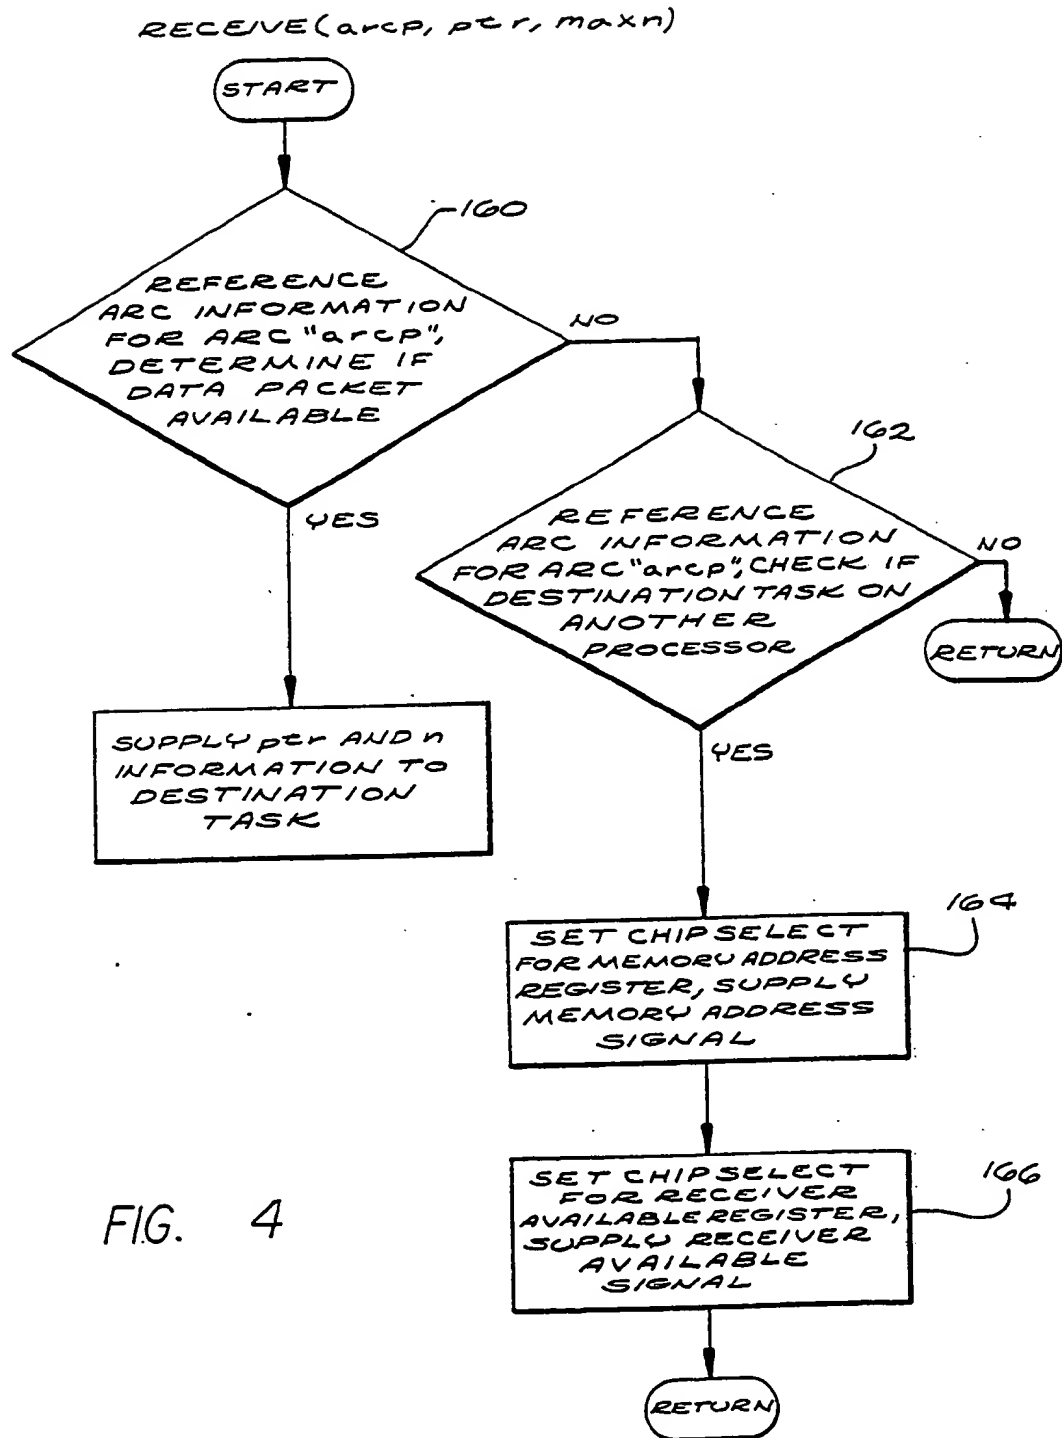 RECEIVE (arcp, ptr, maxn)
START
160
REFERENCE
ARC INFORMATION
FOR ARC "arcp",
DETERMINE IF
DATA PACKET
AVAILABLE
NO
YES
162
REFERENCE
ARC INFORMATION
FOR ARC "arcp", CHECK IF
DESTINATION TASK ON
ANOTHER
PROCESSOR
NO
RETURN
YES
SUPPLY ptr AND n
INFORMATION TO
DESTINATION
TASK
164
SET CHIP SELECT
FOR MEMORY ADDRESS
REGISTER, SUPPLY
MEMORY ADDRESS
SIGNAL
166
SET CHIP SELECT
FOR RECEIVER
AVAILABLE REGISTER,
SUPPLY RECEIVER
AVAILABLE
SIGNAL
RETURN
FIG. 4